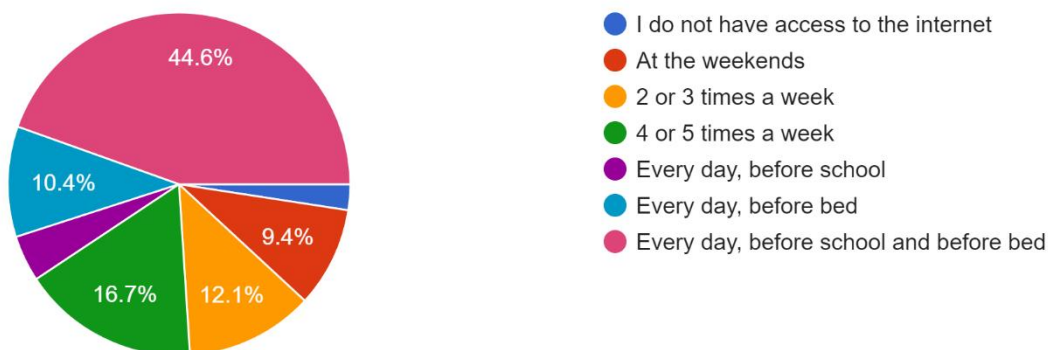 44.6%
10.4%
9.4%
16.7%
12.1%
I do not have access to the internet
At the weekends
2 or 3 times a week
4 or 5 times a week
Every day, before school
Every day, before bed
Every day, before school and before bed